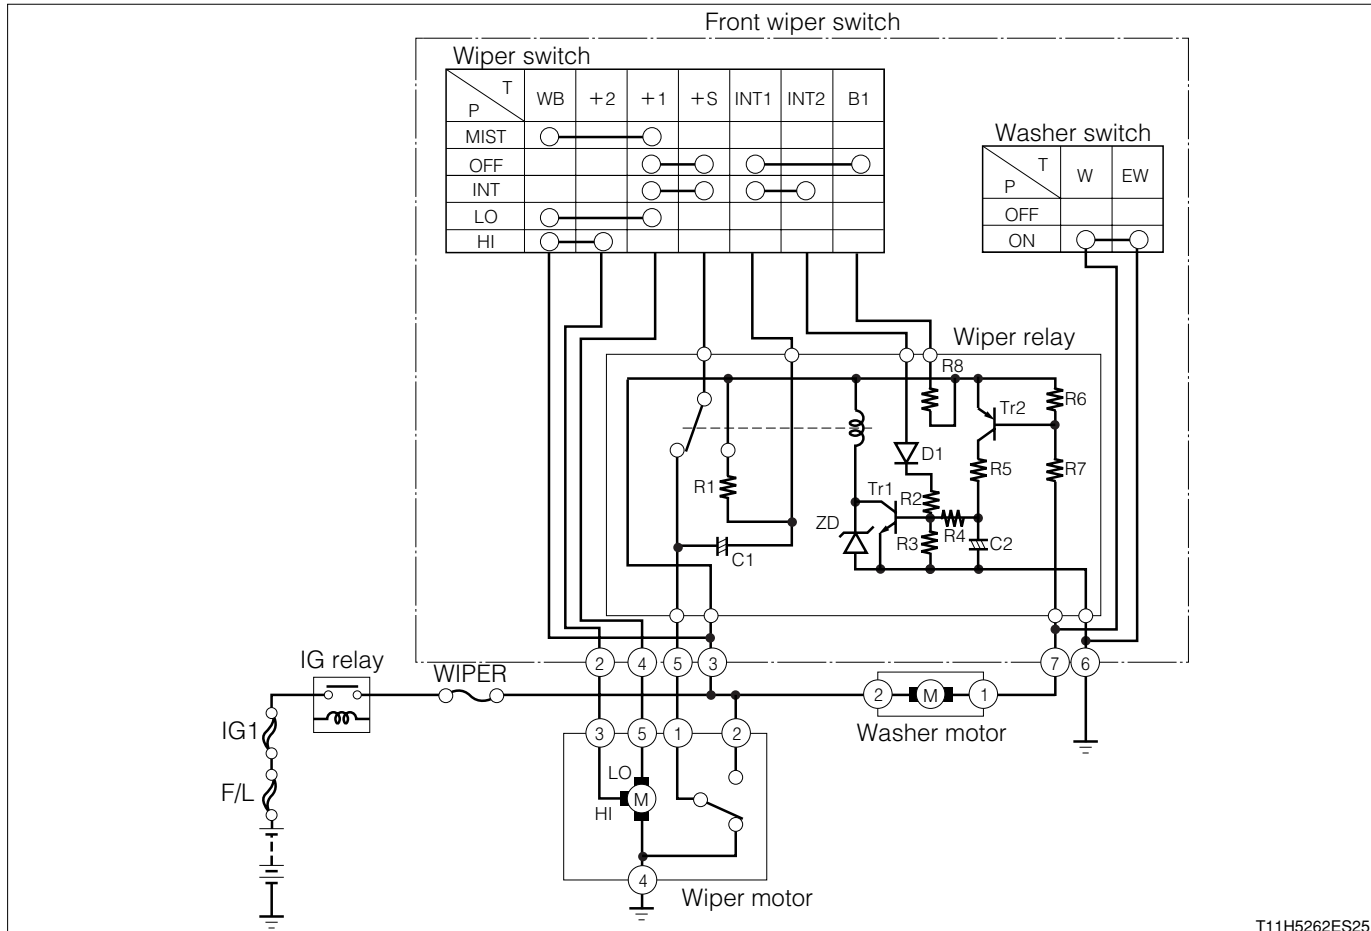 Front wiper switch
Wiper switch
P T WB +2 +1 +S INT1 INT2 B1
MIST
OFF
INT
LO
HI
Washer switch
P T W EW
OFF
ON
Wiper relay
R8
R6
Tr2
D1
R5
R7
R1
Tr1
R2
ZD
R3
R4
C2
C1
2 4 5 3 7 6
IG relay
WIPER
2 M 1
IG1
Washer motor
3 5 1 2
LO
F/L
M
HI
4
Wiper motor
T11H5262ES25